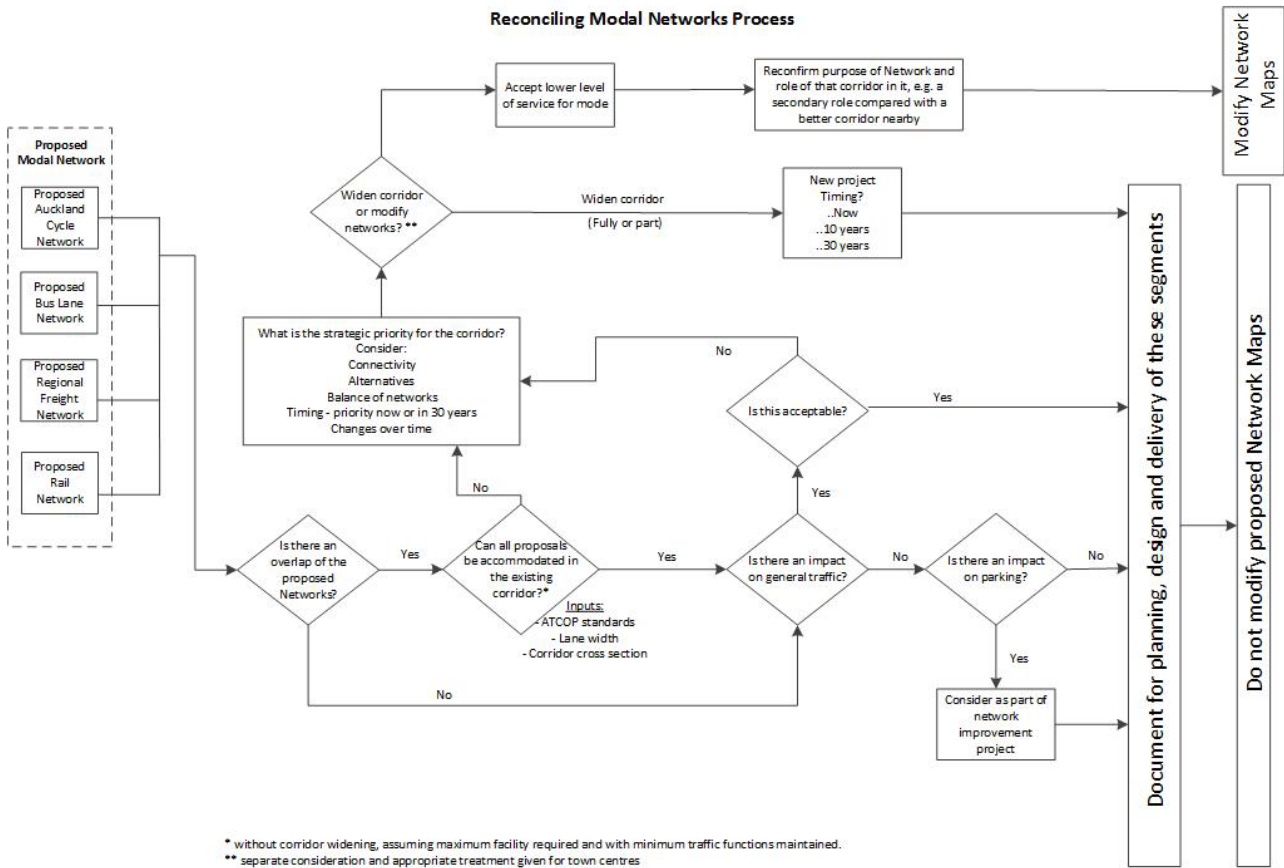 Reconciling Modal Networks Process
Modify Network
Maps
Accept lower level
of service for mode
Reconfirm purpose of Network and
role of that corridor in it, e.g. a
secondary role compared with a
better corridor nearby
Proposed
Modal Network
Proposed
Auckland
Cycle
Network
Proposed
Bus Lane
Network
Proposed
Regional
Freight
Network
Proposed
Rail
Network
Widen corridor
or modify
networks? **
Widen corridor
(Fully or part)
New project
Timing?
..Now
..10 years
..30 years
What is the strategic priority for the corridor?
Consider:
Connectivity
Alternatives
Balance of networks
Timing - priority now or in 30 years
Changes over time
No
Is this acceptable?
Yes
No
Yes
Is there an
overlap of the
proposed
Networks?
Yes
Can all proposals
be accommodated in
the existing
corridor?*
Yes
Inputs:
- ATCOP standards
- Lane width
- Corridor cross section
Is there an impact
on general traffic?
No
Is there an impact
on parking?
No
Yes
No
Consider as part of
network
improvement
project
Document for planning, design and delivery of these segments
Do not modify proposed Network Maps
* without corridor widening, assuming maximum facility required and with minimum traffic functions maintained.
** separate consideration and appropriate treatment given for town centres